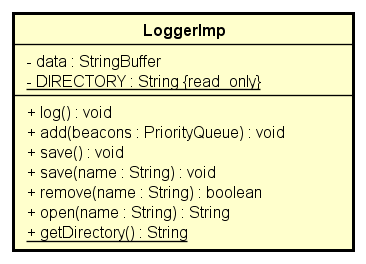 LoggerImp
- data : StringBuffer
- DIRECTORY : String {read_only}
+ log() : void
+ add(beacons : PriorityQueue) : void
+ save() : void
+ save(name : String) : void
+ remove(name : String) : boolean
+ open(name : String) : String
+ getDirectory() : String